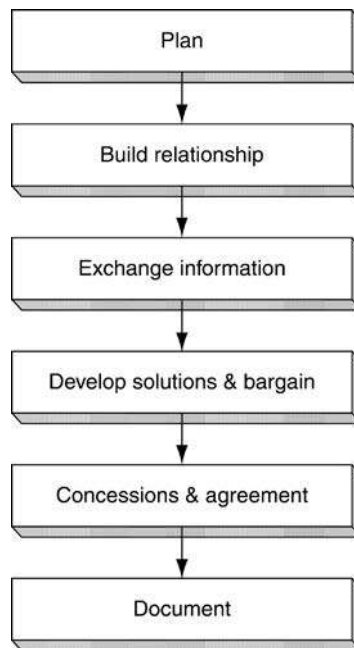 Plan
Build relationship
Exchange information
Develop solutions & bargain
Concessions & agreement
Document